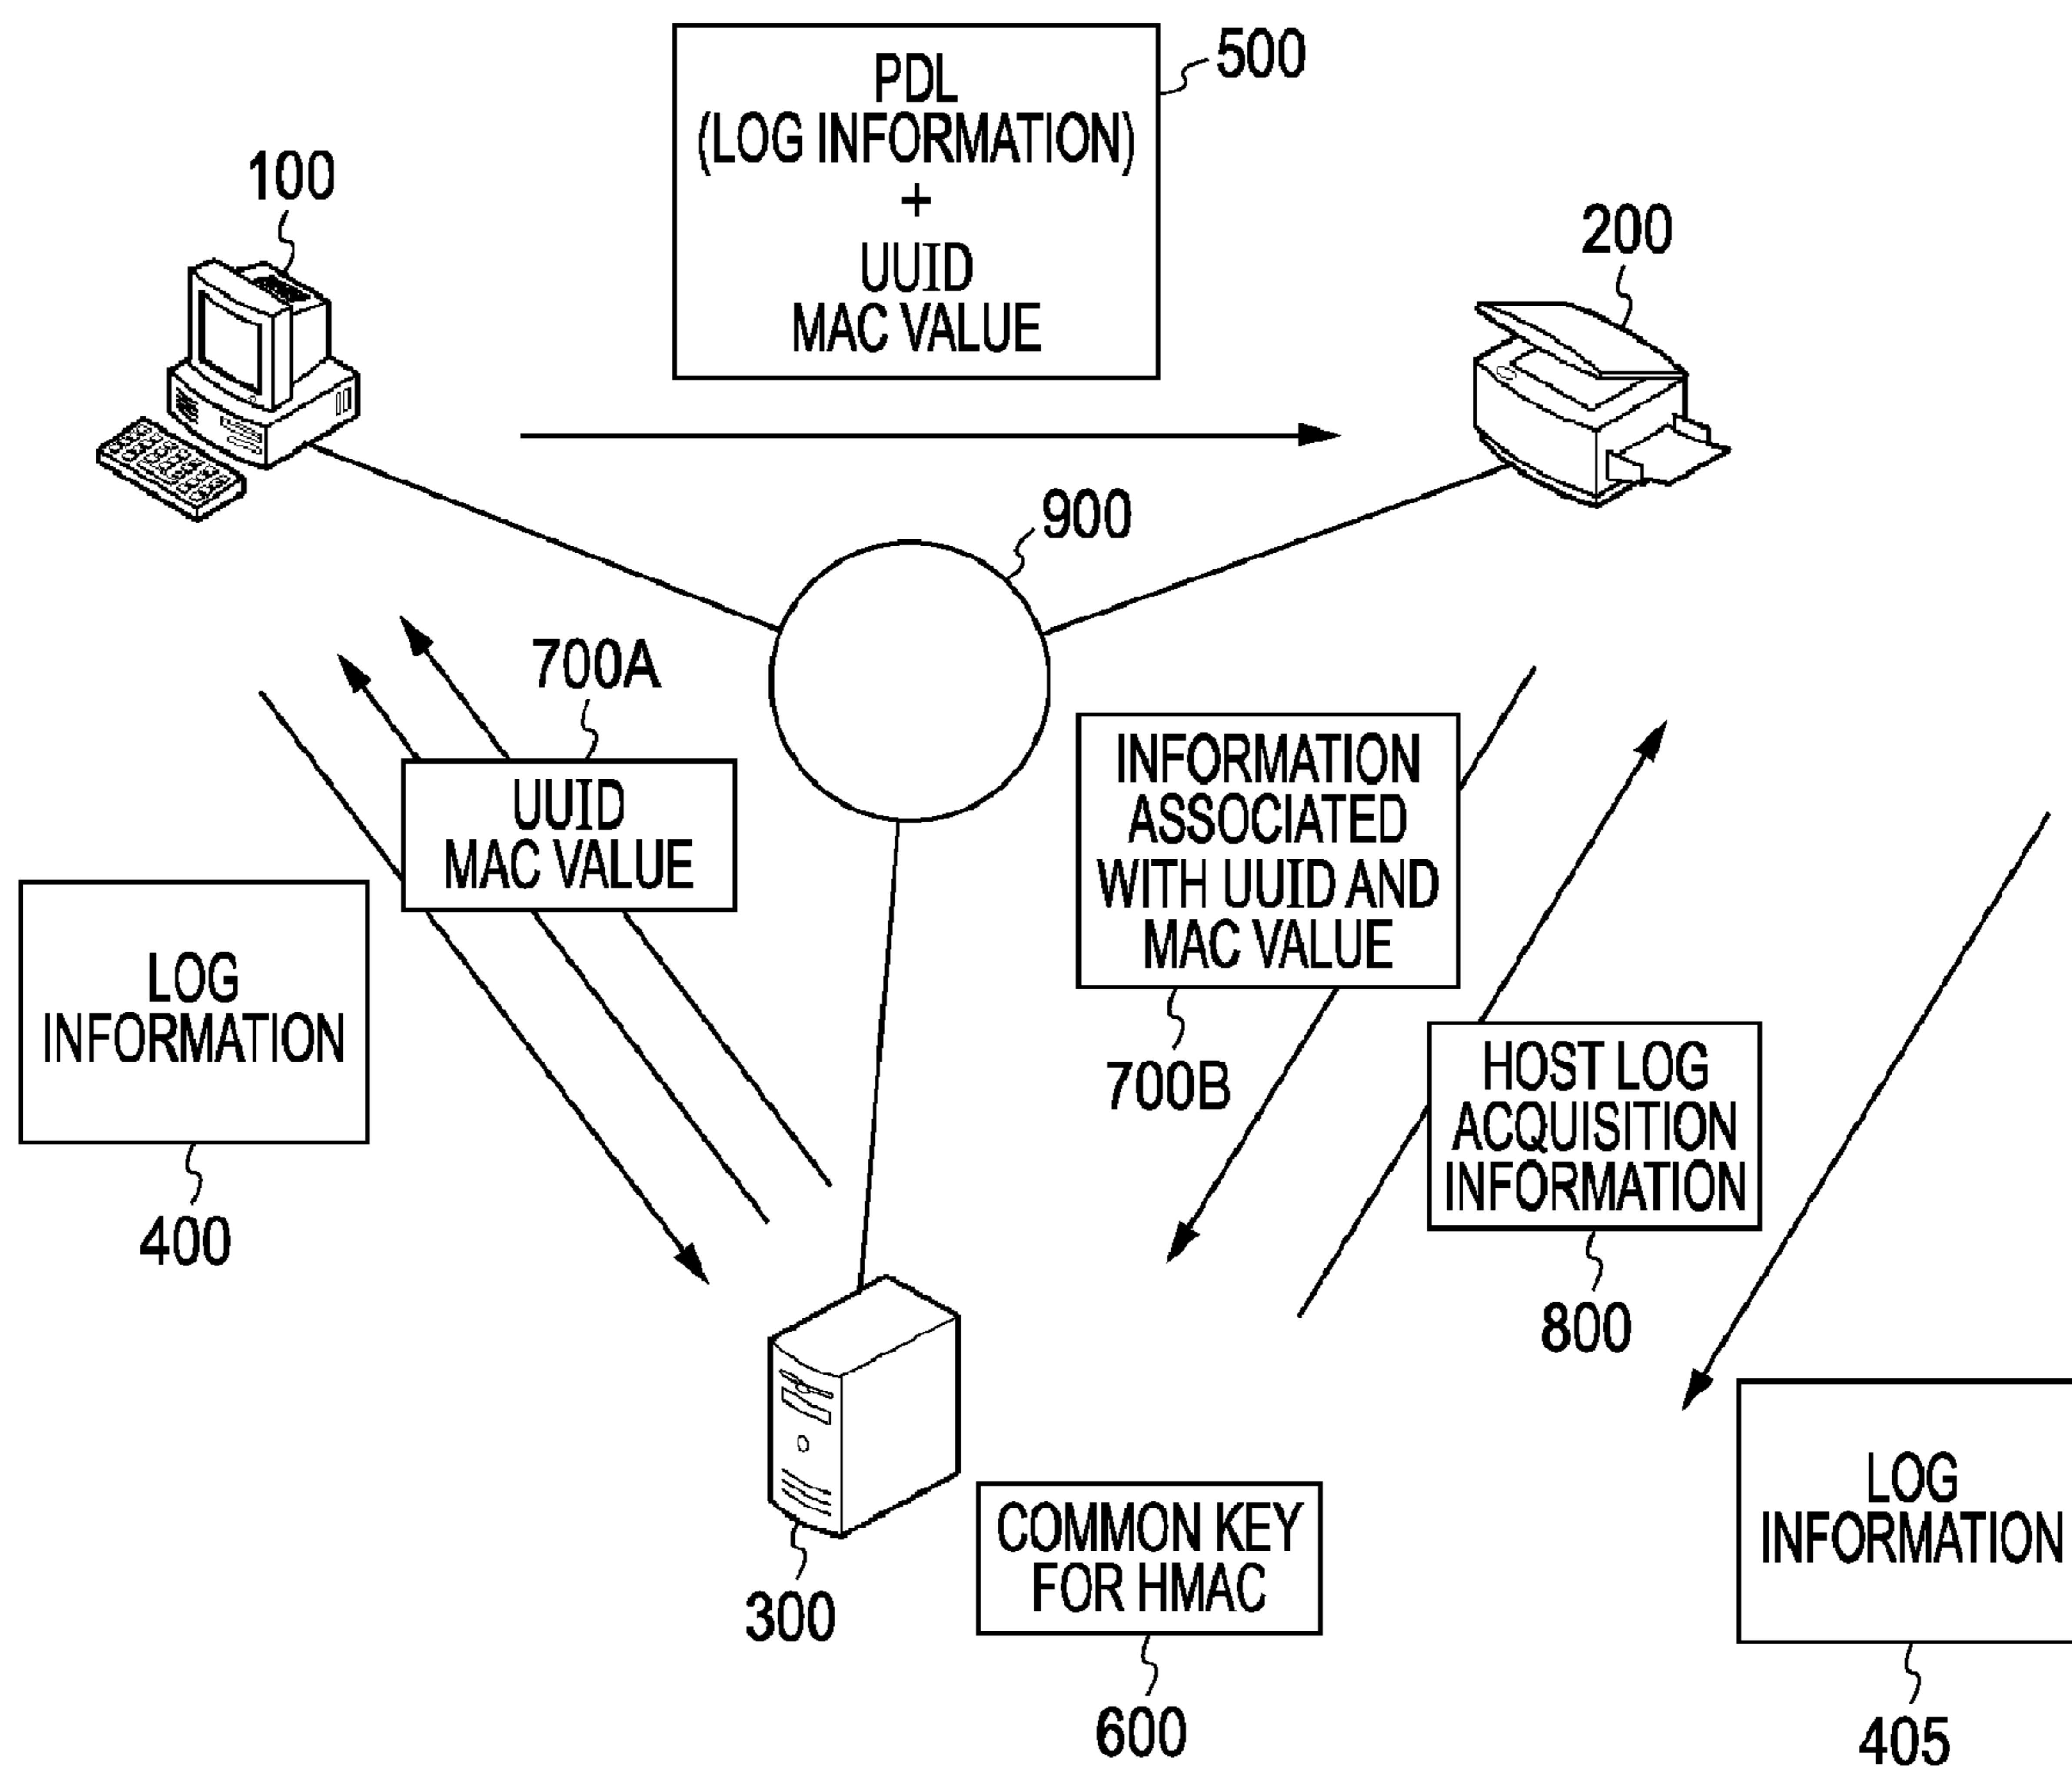 500
PDL
(LOG INFORMATION)
+
UUID
MAC VALUE
100
200
900
700A
UUID
MAC VALUE
INFORMATION
ASSOCIATED
WITH UUID AND
MAC VALUE
700B
LOG
INFORMATION
400
HOST LOG
ACQUISITION
INFORMATION
800
300
COMMON KEY
FOR HMAC
600
LOG
INFORMATION
405